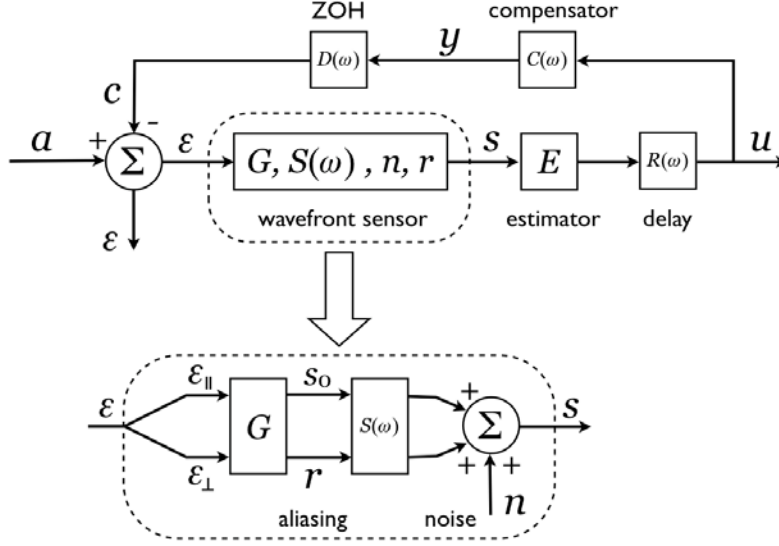 ZOH compensator
D(ω) y C(ω)
c
a + - Σ ε G, S(ω) , n, r s E R(ω) u
ε wavefront sensor estimator delay
ε ε∥ G s₀ S(ω) + Σ s
ε⊥ r + +
aliasing noise n